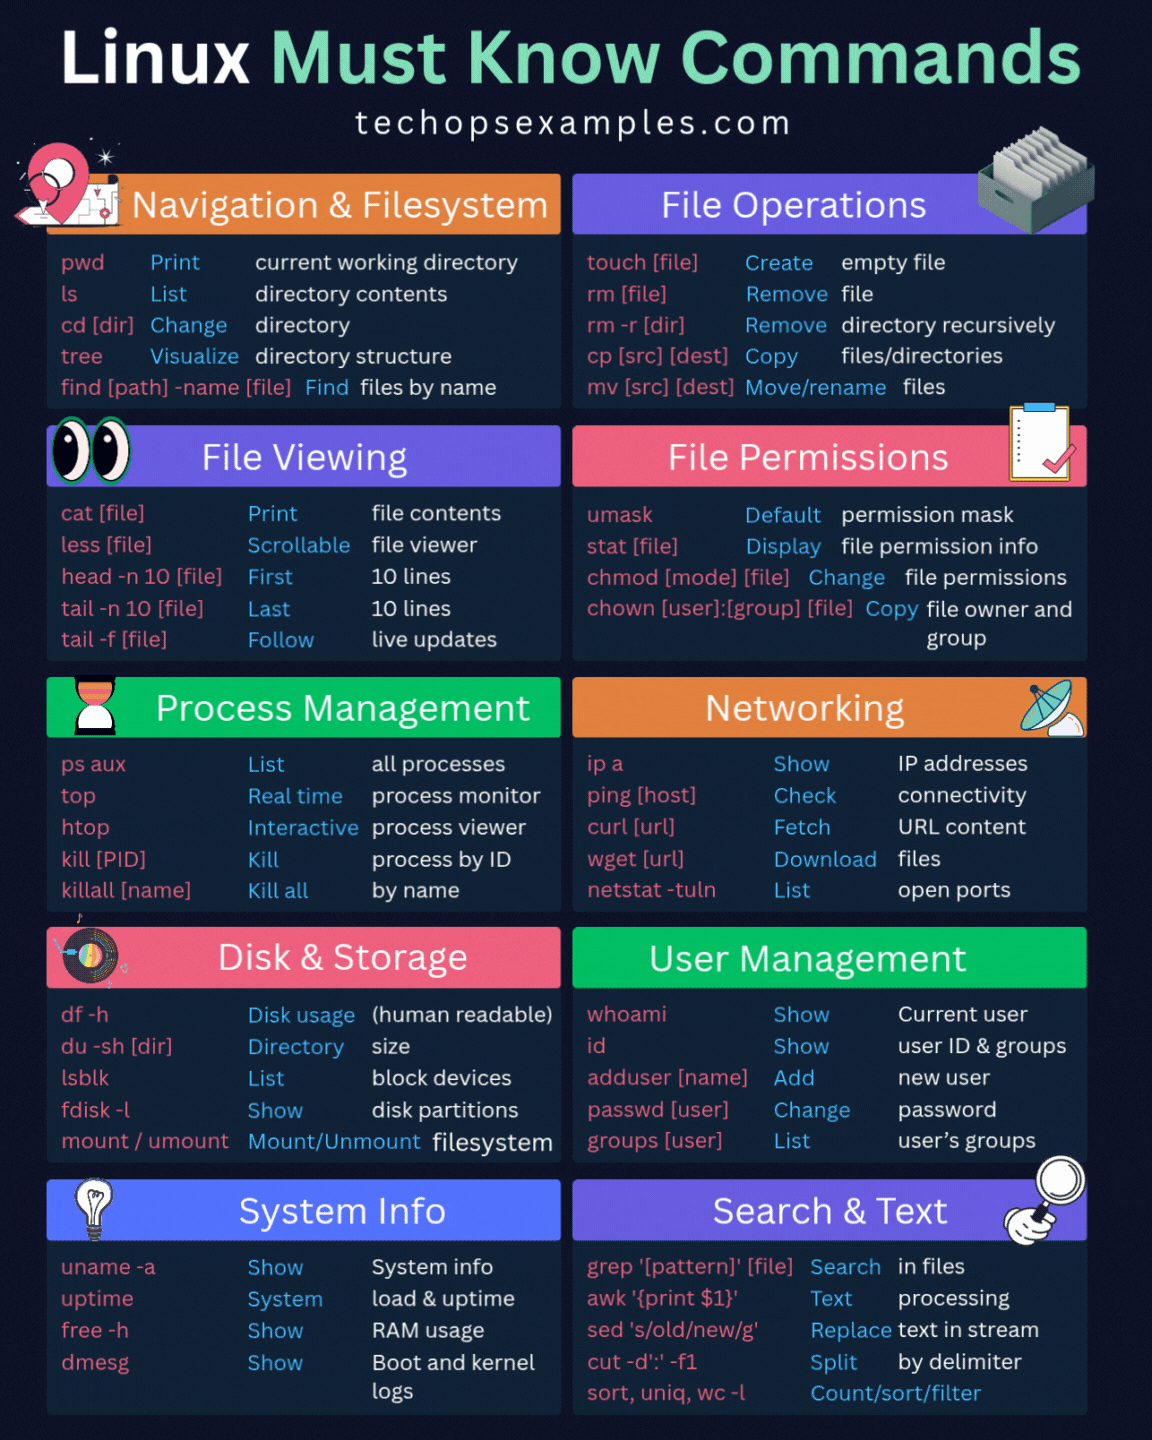 Linux Must Know Commands
techopsexamples.com
Navigation & Filesystem
pwd Print current working directory
ls List directory contents
cd [dir] Change directory
tree Visualize directory structure
find [path] -name [file] Find files by name
File Operations
touch [file] Create empty file
rm [file] Remove file
rm -r [dir] Remove directory recursively
cp [src] [dest] Copy files/directories
mv [src] [dest] Move/rename files
File Viewing
cat [file] Print file contents
less [file] Scrollable file viewer
head -n 10 [file] First 10 lines
tail -n 10 [file] Last 10 lines
tail -f [file] Follow live updates
File Permissions
umask Default permission mask
stat [file] Display file permission info
chmod [mode] [file] Change file permissions
chown [user]:[group] [file] Copy file owner and
group
Process Management
ps aux List all processes
top Real time process monitor
htop Interactive process viewer
kill [PID] Kill process by ID
killall [name] Kill all by name
Networking
ip a Show IP addresses
ping [host] Check connectivity
curl [url] Fetch URL content
wget [url] Download files
netstat -tuln List open ports
Disk & Storage
df -h Disk usage (human readable)
du -sh [dir] Directory size
lsblk List block devices
fdisk -l Show disk partitions
mount / umount Mount/Unmount filesystem
User Management
whoami Show Current user
id Show user ID & groups
adduser [name] Add new user
passwd [user] Change password
groups [user] List user's groups
System Info
uname -a Show System info
uptime System load & uptime
free -h Show RAM usage
dmesg Show Boot and kernel
logs
Search & Text
grep '[pattern]' [file] Search in files
awk '{print $1}' Text processing
sed 's/old/new/g' Replace text in stream
cut -d':' -f1 Split by delimiter
sort, uniq, wc -l Count/sort/filter